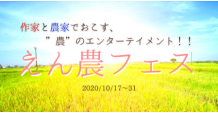 作家と農家でおこす、
”農”のエンターテイメント！！
えん農フェス
2020/10/17~31